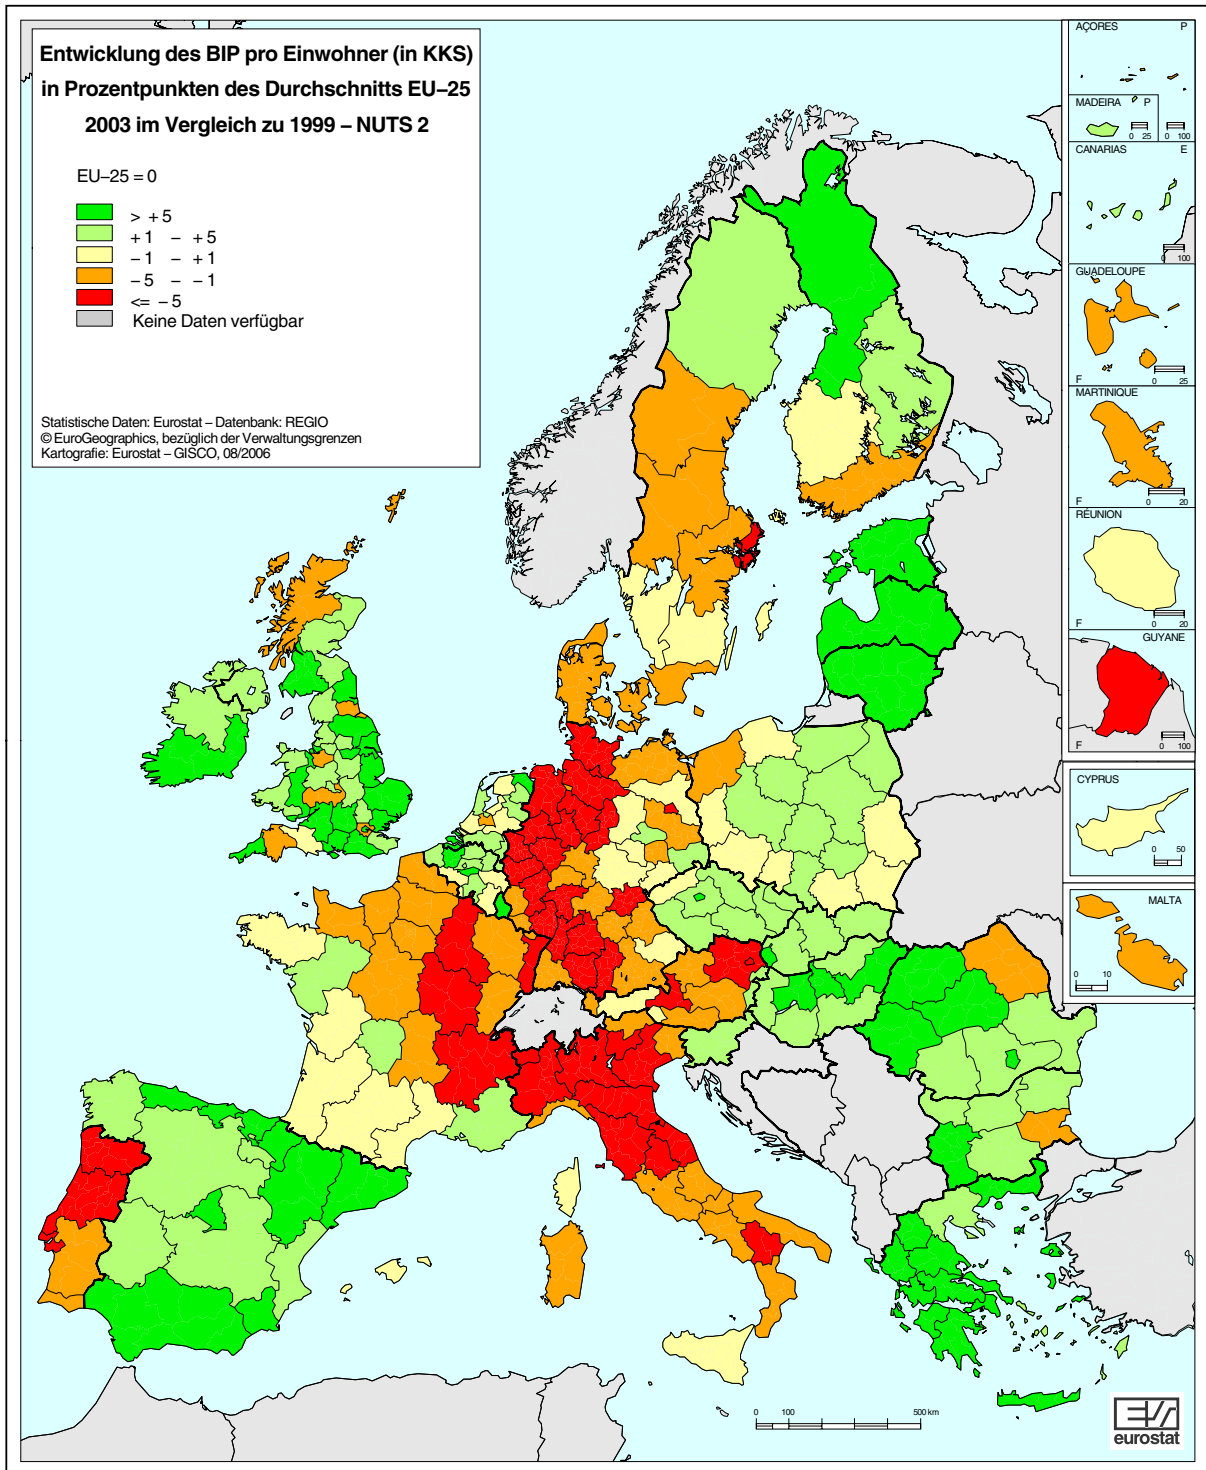 Entwicklung des BIP pro Einwohner (in KKS)
in Prozentpunkten des Durchschnitts EU–25
2003 im Vergleich zu 1999 – NUTS 2
EU–25 = 0
> +5
+1 – +5
–1 – +1
–5 – –1
<= –5
Keine Daten verfügbar
Statistische Daten: Eurostat – Datenbank: REGIO
© EuroGeographics, bezüglich der Verwaltungsgrenzen
Kartografie: Eurostat – GISCO, 08/2006
AÇORES P
MADEIRA P
0 25
0 100
CANARIAS E
0 100
GUADELOUPE
F
0 25
MARTINIQUE
F
0 20
RÉUNION
F
0 20
GUYANE
F
0 100
CYPRUS
0 50
MALTA
0 10
0 100 500 km
eurostat